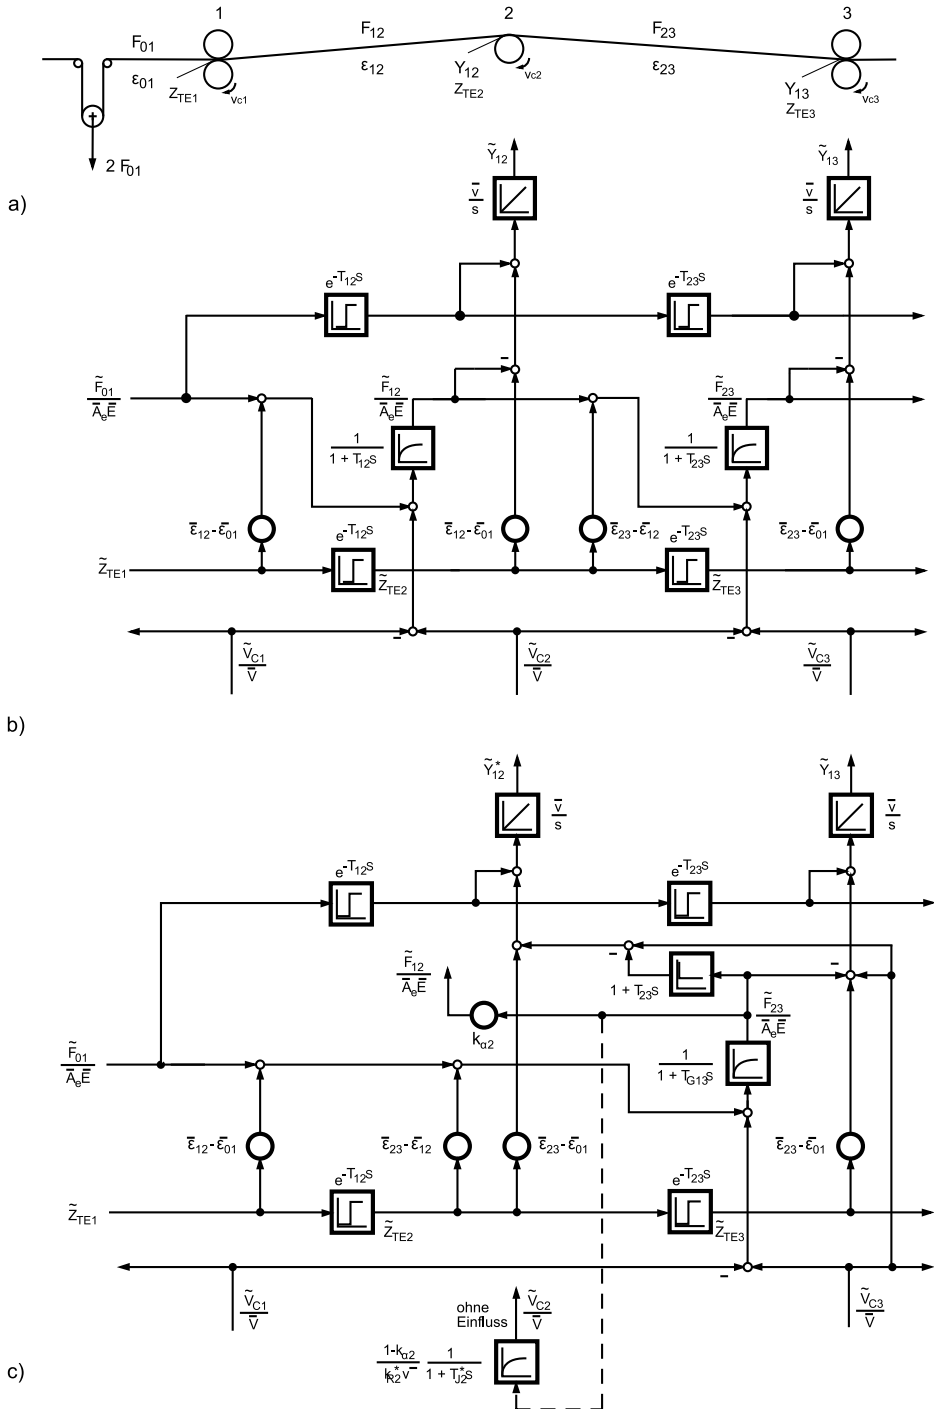 1 2 3
F01 F12 F23
ε01 ε12 ε23
ZTE1 vc1 Y12 vc2 Y13 vc3
ZTE2 ZTE3
2 F01
a)
Ỹ12 Ỹ13
v̄/s v̄/s
e-T12s e-T23s
F̃01/ĀeĒ F̃12/ĀeĒ F̃23/ĀeĒ
- -
1/(1 + T12s) 1/(1 + T23s)
ε̄12-ε̄01 e-T12s ε̄12-ε̄01 ε̄23-ε̄12 e-T23s ε̄23-ε̄01
Z̃TE1 Z̃TE2 Z̃TE3
- -
ṼC1/V̄ ṼC2/V̄ ṼC3/V̄
b)
Ỹ*12 Ỹ13
v̄/s v̄/s
e-T12s e-T23s
F̃12/ĀeĒ - 1 + T23s - F̃23/ĀeĒ
kα2
F̃01/ĀeĒ 1/(1 + TG13s)
ε̄12-ε̄01 ε̄23-ε̄12 ε̄23-ε̄01 ε̄23-ε̄01
e-T12s e-T23s
Z̃TE1 Z̃TE2 Z̃TE3
-
ṼC1/V̄ ohne Einfluss ṼC2/V̄ ṼC3/V̄
(1-kα2)/(k*R2 v̄) 1/(1 + T*J2s)
c)